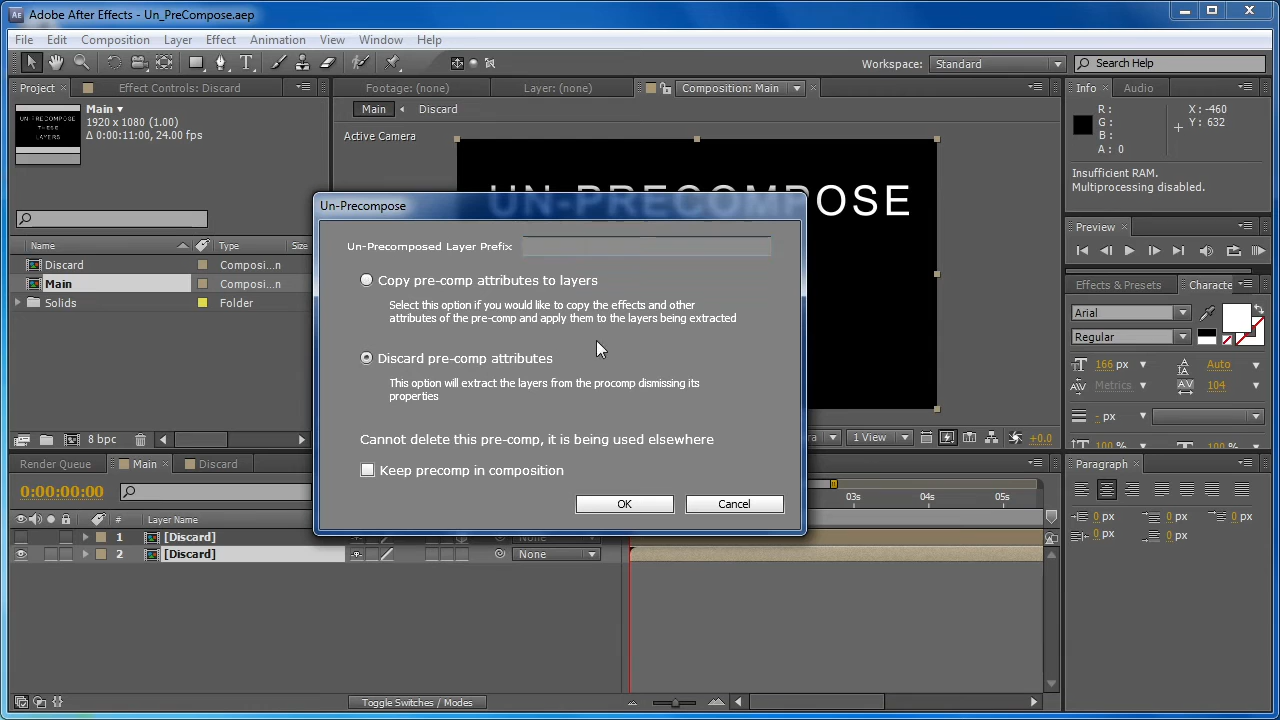 Adobe After Effects - Un_PreCompose.aep
File Edit Composition Layer Effect Animation View Window Help
Workspace: Standard Search Help
Project Effect Controls: Discard Footage: (none) Layer: (none) Composition: Main Info Audio
Main Discard
Main
1920 x 1080 (1.00)
Δ 0:00:11:00, 24.00 fps
UN-PRECOMPOSE
THESE
LAYERS
Active Camera
UN-PRECOMPOSE
R: X: -460
G: Y: 632
B:
A: 0
Insufficient RAM.
Multiprocessing disabled.
Preview
Effects & Presets Characte
Arial
Regular
166 px Auto
Metrics 104
- px
100 % 100 %
Paragraph
0 px 0 px 0 px
0 px 0 px
Name Type Size
Discard Composi...n
Main Composi...n
Solids Folder
8 bpc
Un-Precompose
Un-Precomposed Layer Prefix
Copy pre-comp attributes to layers
Select this option if you would like to copy the effects and other
attributes of the pre-comp and apply them to the layers being extracted
Discard pre-comp attributes
This option will extract the layers from the procomp dismissing its
properties
Cannot delete this pre-comp, it is being used elsewhere
Keep precomp in composition
OK Cancel
1 View +0.0
Render Queue Main Discard
0:00:00:00
03s 04s 05s
# Layer Name
1 [Discard] None
2 [Discard] None
Toggle Switches / Modes